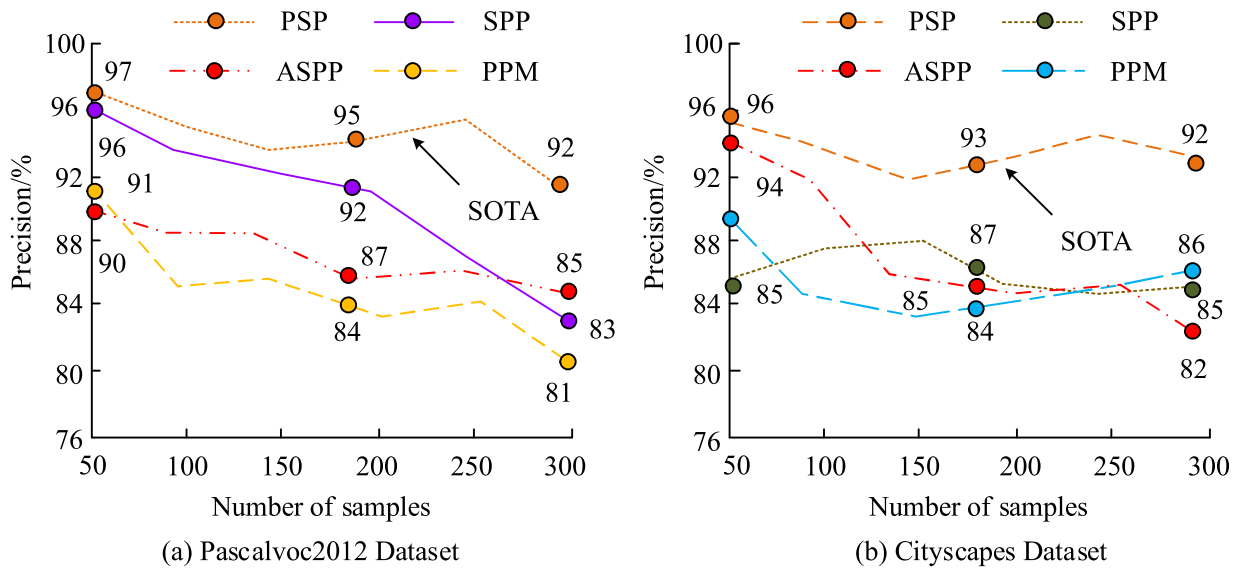 PSP SPP
ASPP PPM
100
96
92
88
84
80
76
Precision/%
97
96
91
90
95
92
87
84
92
85
83
81
SOTA
50 100 150 200 250 300
Number of samples
(a) Pascalvoc2012 Dataset
PSP SPP
ASPP PPM
100
96
92
88
84
80
76
Precision/%
96
94
85
93
87
85
84
92
86
85
82
SOTA
50 100 150 200 250 300
Number of samples
(b) Cityscapes Dataset